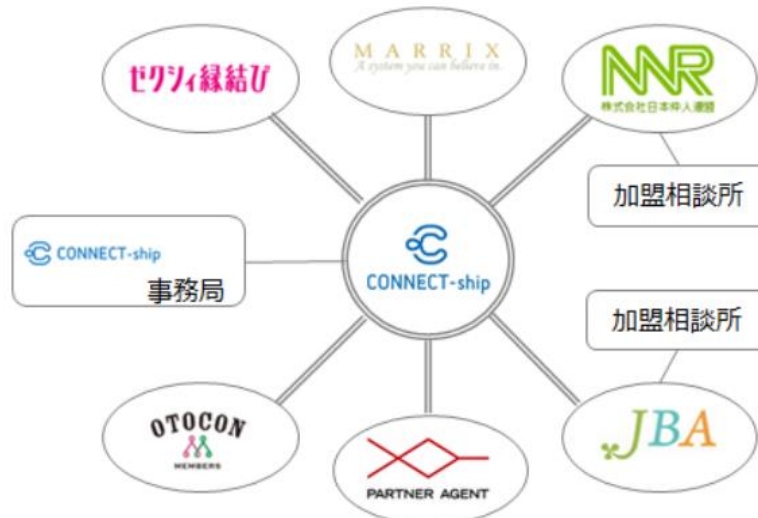 ゼクシィ縁結び
MARRIX
A system you can believe in.
NNR
株式会社日本仲人連盟
加盟相談所
CONNECT-ship
事務局
CONNECT-ship
加盟相談所
OTOCON
MEMBERS
PARTNER AGENT
JBA